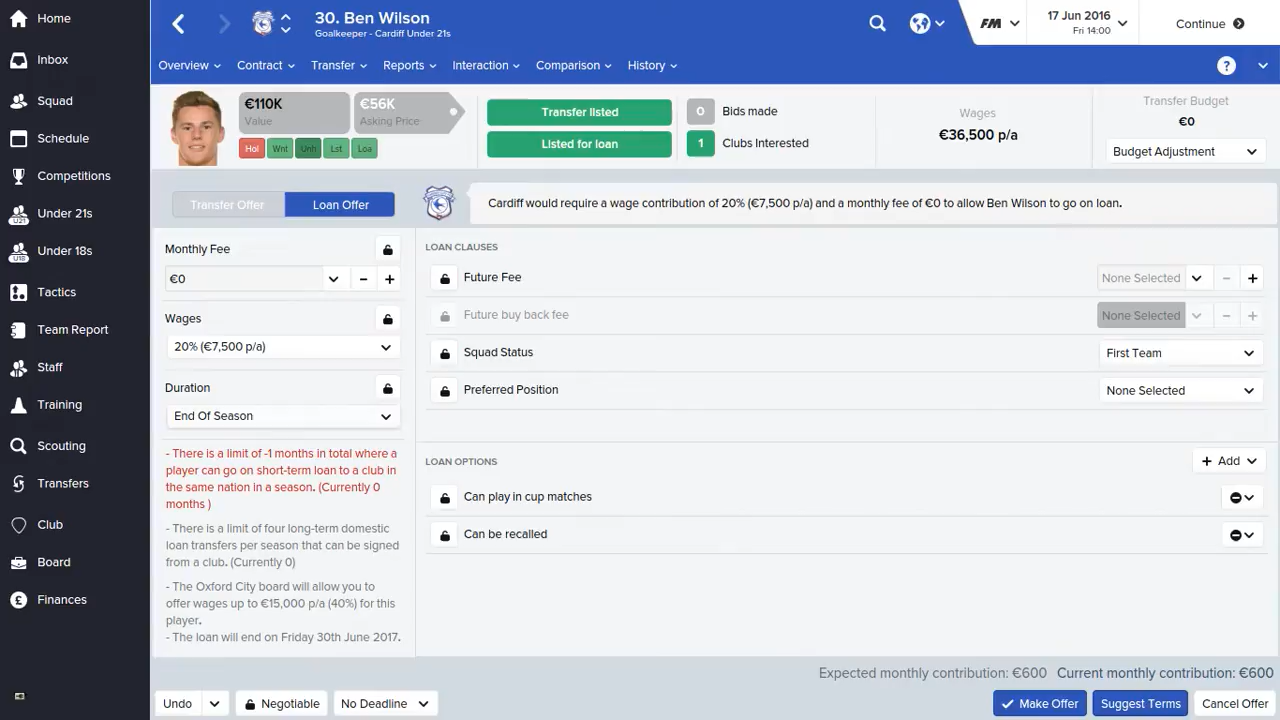 Home
Inbox
Squad
Schedule
Competitions
Under 21s
Under 18s
Tactics
Team Report
Staff
Training
Scouting
Transfers
Club
Board
Finances
30. Ben Wilson
Goalkeeper - Cardiff Under 21s
FM
17 Jun 2016
Fri 14:00
Continue
Overview
Contract
Transfer
Reports
Interaction
Comparison
History
?
€110K
Value
€56K
Asking Price
Hol
Wnt
Unh
Lst
Loa
Transfer listed
Listed for loan
0 Bids made
1 Clubs Interested
Wages
€36,500 p/a
Transfer Budget
€0
Budget Adjustment
Transfer Offer
Loan Offer
Cardiff would require a wage contribution of 20% (€7,500 p/a) and a monthly fee of €0 to allow Ben Wilson to go on loan.
Monthly Fee
€0
Wages
20% (€7,500 p/a)
Duration
End Of Season
- There is a limit of -1 months in total where a
player can go on short-term loan to a club in
the same nation in a season. (Currently 0
months )
- There is a limit of four long-term domestic
loan transfers per season that can be signed
from a club. (Currently 0)
- The Oxford City board will allow you to
offer wages up to €15,000 p/a (40%) for this
player.
- The loan will end on Friday 30th June 2017.
LOAN CLAUSES
Future Fee
None Selected
Future buy back fee
None Selected
Squad Status
First Team
Preferred Position
None Selected
LOAN OPTIONS
Add
Can play in cup matches
Can be recalled
Expected monthly contribution: €600
Current monthly contribution: €600
Undo
Negotiable
No Deadline
Make Offer
Suggest Terms
Cancel Offer